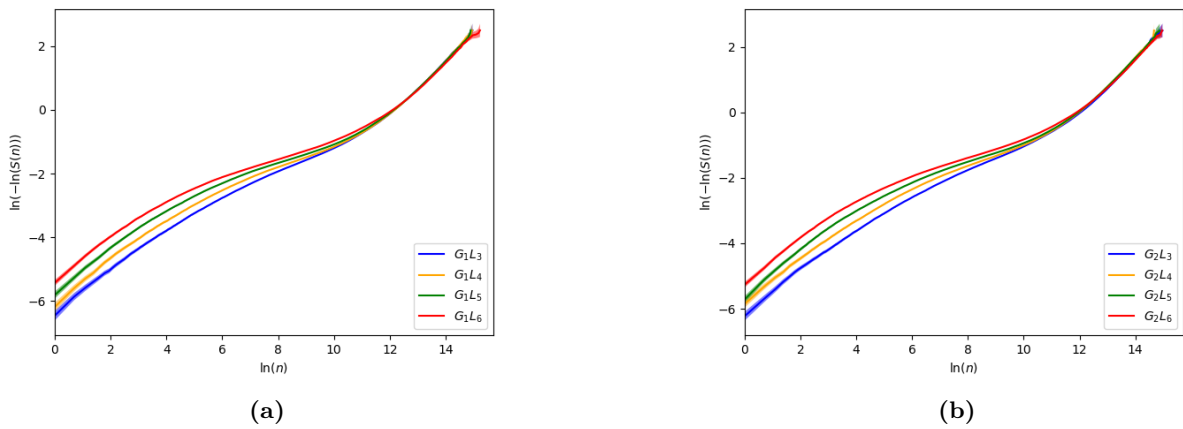 2
0
−2
−4
−6
ln(−ln(S(n)))
0 2 4 6 8 10 12 14
ln(n)
G₁L₃
G₁L₄
G₁L₅
G₁L₆
(a)
2
0
−2
−4
−6
ln(−ln(S(n)))
0 2 4 6 8 10 12 14
ln(n)
G₂L₃
G₂L₄
G₂L₅
G₂L₆
(b)